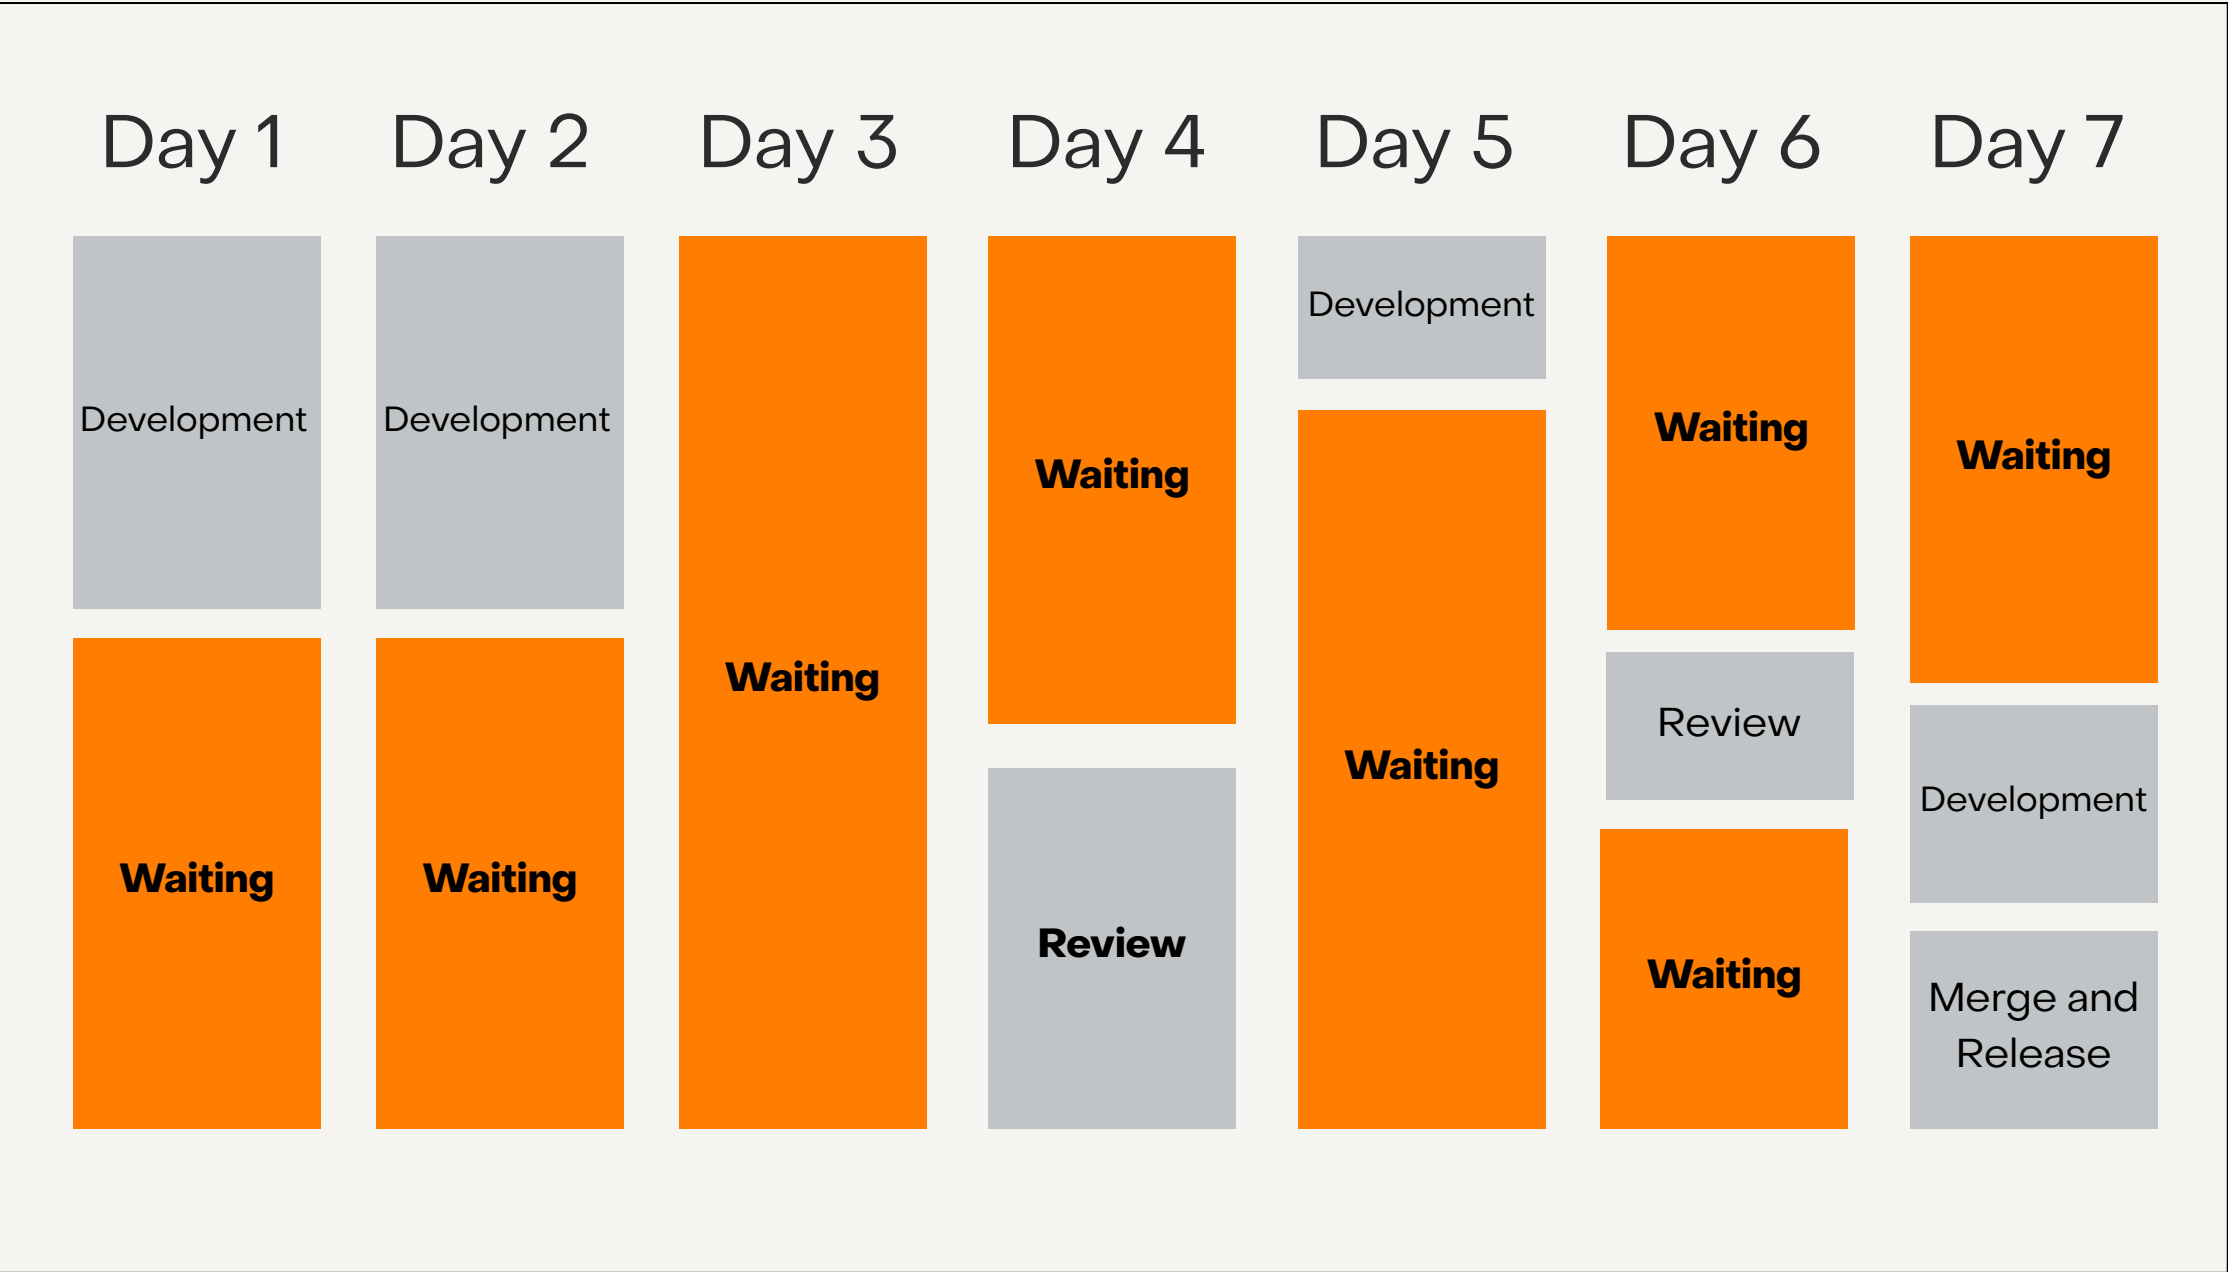 Day 1
Day 2
Day 3
Day 4
Day 5
Day 6
Day 7
Development
Waiting
Development
Waiting
Waiting
Waiting
Review
Development
Waiting
Waiting
Review
Waiting
Waiting
Development
Merge and
Release